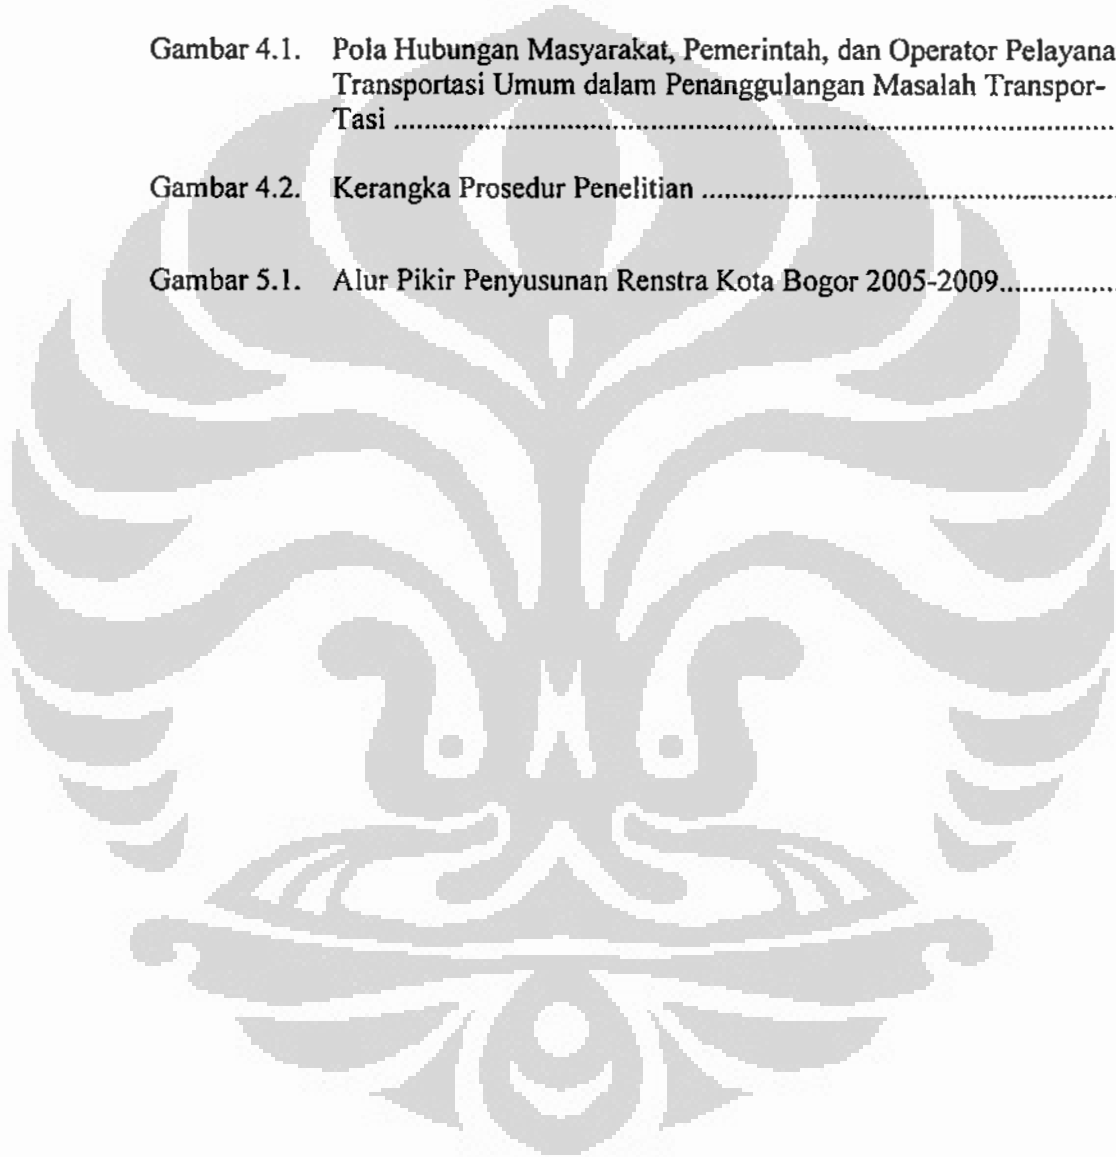 Gambar 4.1. Pola Hubungan Masyarakat, Pemerintah, dan Operator Pelayana
Transportasi Umum dalam Penanggulangan Masalah Transpor-
Tasi ........................................................................
Gambar 4.2. Kerangka Prosedur Penelitian ..............................................
Gambar 5.1. Alur Pikir Penyusunan Renstra Kota Bogor 2005-2009................